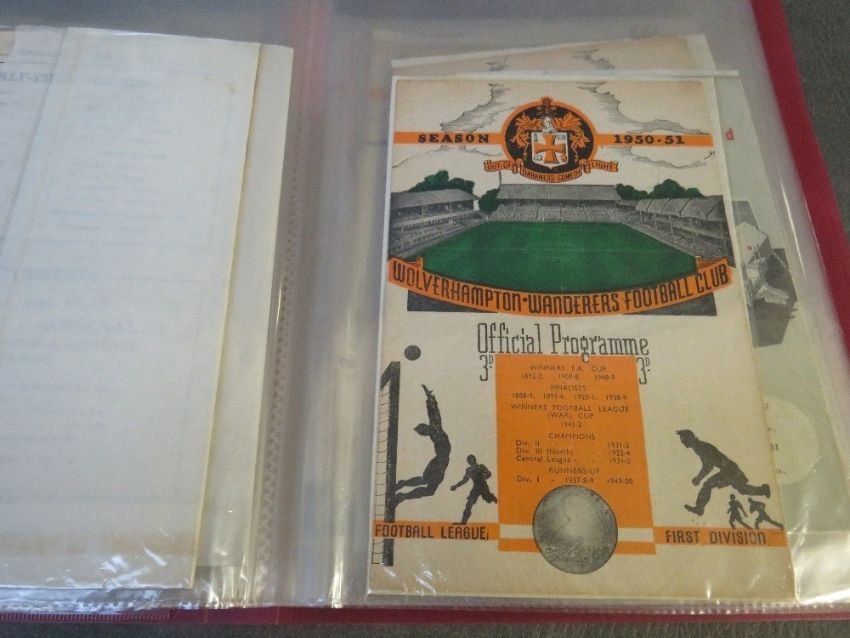 SEASON 1950-51
OUT·OF DARKNESS·COMETH LIGHT
WOLVERHAMPTON·WANDERERS FOOTBALL CLUB
Official Programme
3D 3D
WINNERS F.A. CUP
1892-3, 1907-8, 1948-9
FINALISTS
1888-9, 1895-6, 1920-1, 1938-9
WINNERS FOOTBALL LEAGUE
(WAR) CUP
1941-2
CHAMPIONS
Div. II - - 1931-2
Div. III (North) - 1923-4
Central League - - 1931-2
RUNNERS-UP
Div. I - 1937-8-9 1949-50
FOOTBALL LEAGUE, FIRST DIVISION